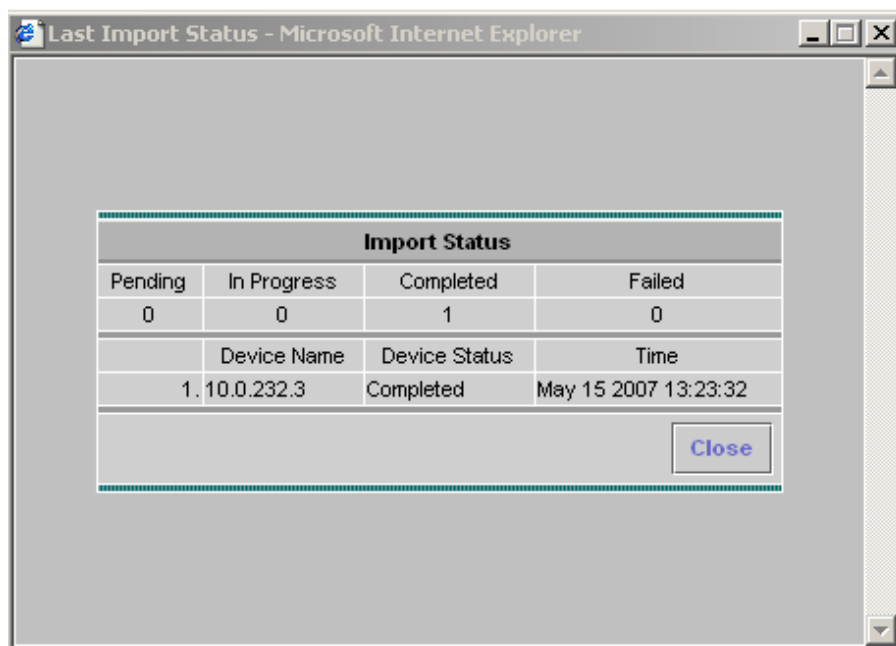 Last Import Status - Microsoft Internet Explorer
Import Status
Pending In Progress Completed Failed
0 0 1 0
Device Name Device Status Time
1. 10.0.232.3 Completed May 15 2007 13:23:32
Close